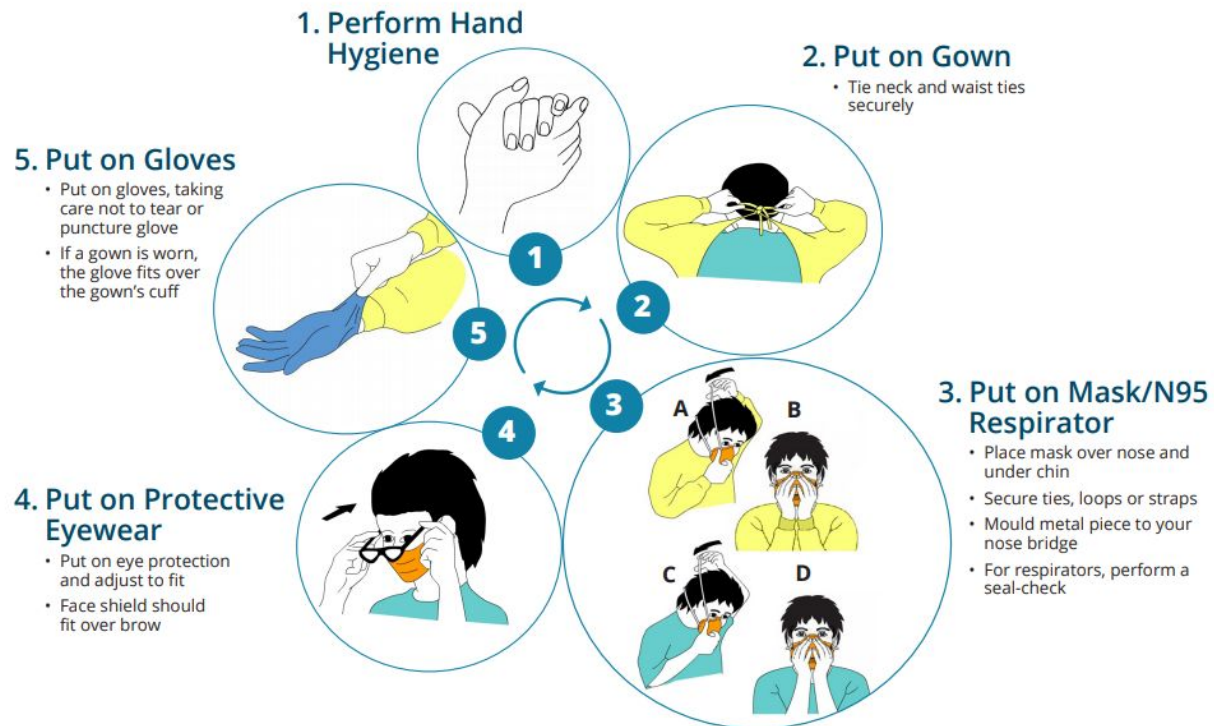 1. Perform Hand
Hygiene
1
2. Put on Gown
• Tie neck and waist ties
securely
2
3. Put on Mask/N95
Respirator
• Place mask over nose and
under chin
• Secure ties, loops or straps
• Mould metal piece to your
nose bridge
• For respirators, perform a
seal-check
3
A
B
C
D
4. Put on Protective
Eyewear
• Put on eye protection
and adjust to fit
• Face shield should
fit over brow
4
5. Put on Gloves
• Put on gloves, taking
care not to tear or
puncture glove
• If a gown is worn,
the glove fits over
the gown's cuff
5